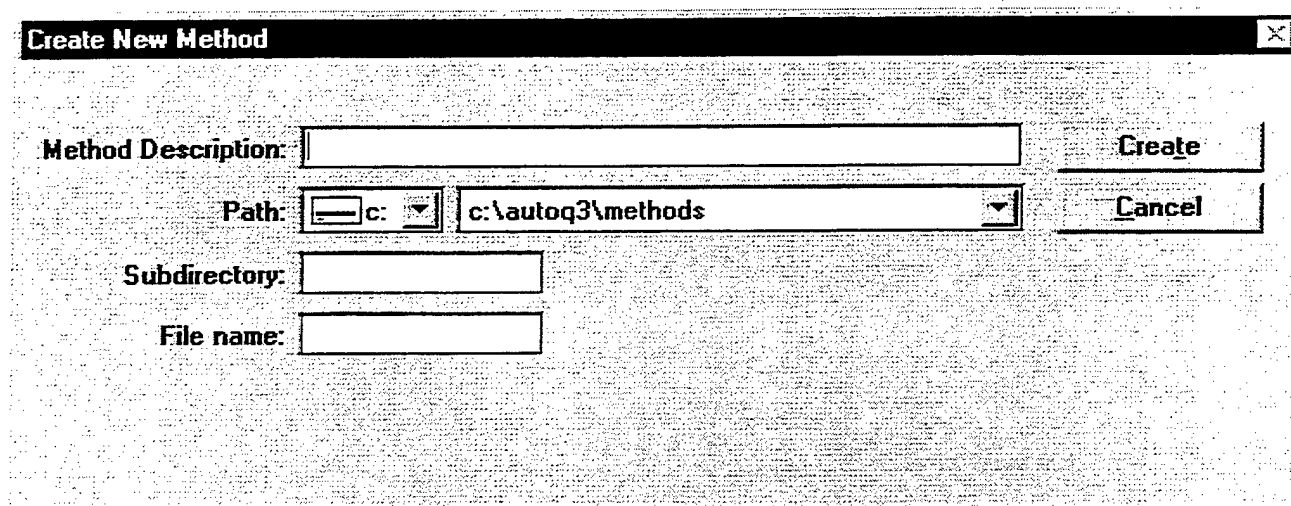 Create New Method
Method Description:
Create
Path:
c:
c:\autoq3\methods
Cancel
Subdirectory:
File name: